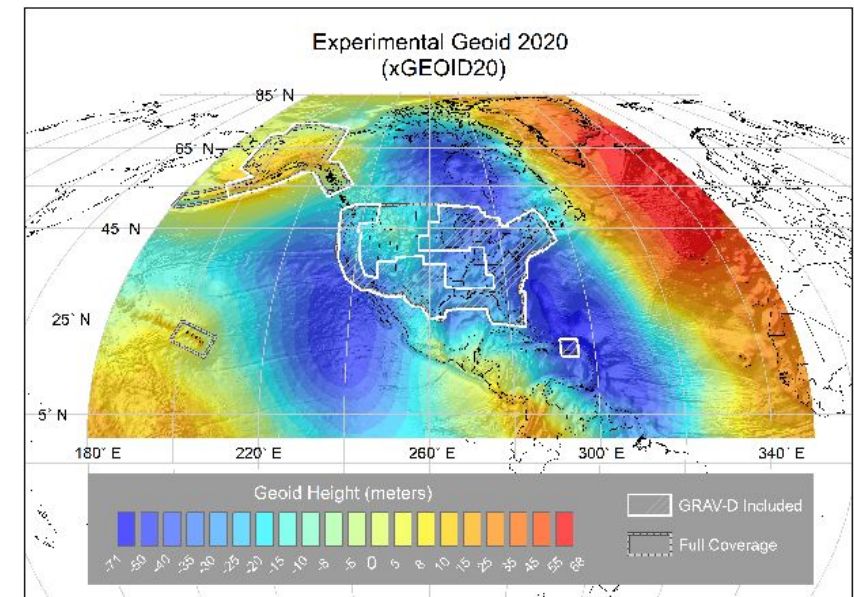 Experimental Geoid 2020
(xGEOID20)
85° N
65° N
45° N
25° N
5° N
180° E 220° E 260° E 300° E 340° E
Geoid Height (meters)
-71 -50 -40 -35 -30 -25 -20 -15 -10 -8 -5 0 5 8 10 15 25 35 45 55 68
GRAV-D Included
Full Coverage